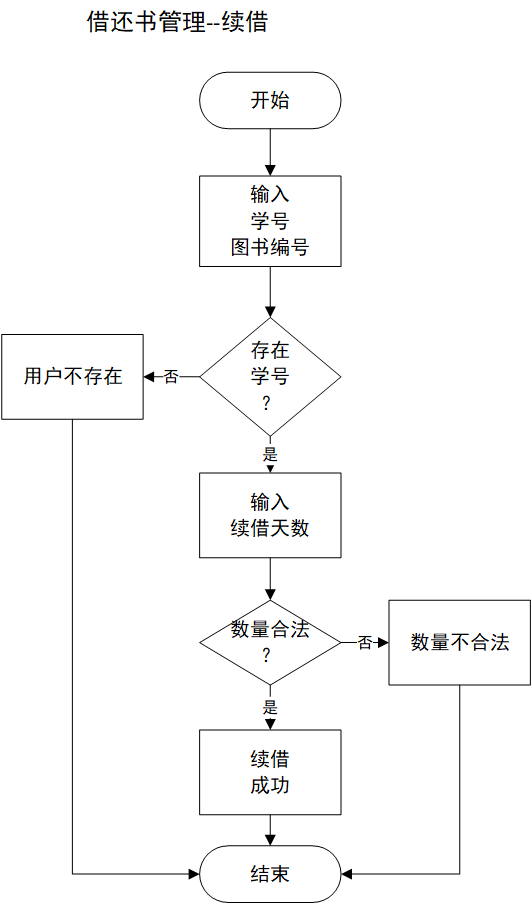 借还书管理--续借
开始
输入
学号
图书编号
存在
学号
？
否
用户不存在
是
输入
续借天数
数量合法
？
否
数量不合法
是
续借
成功
结束